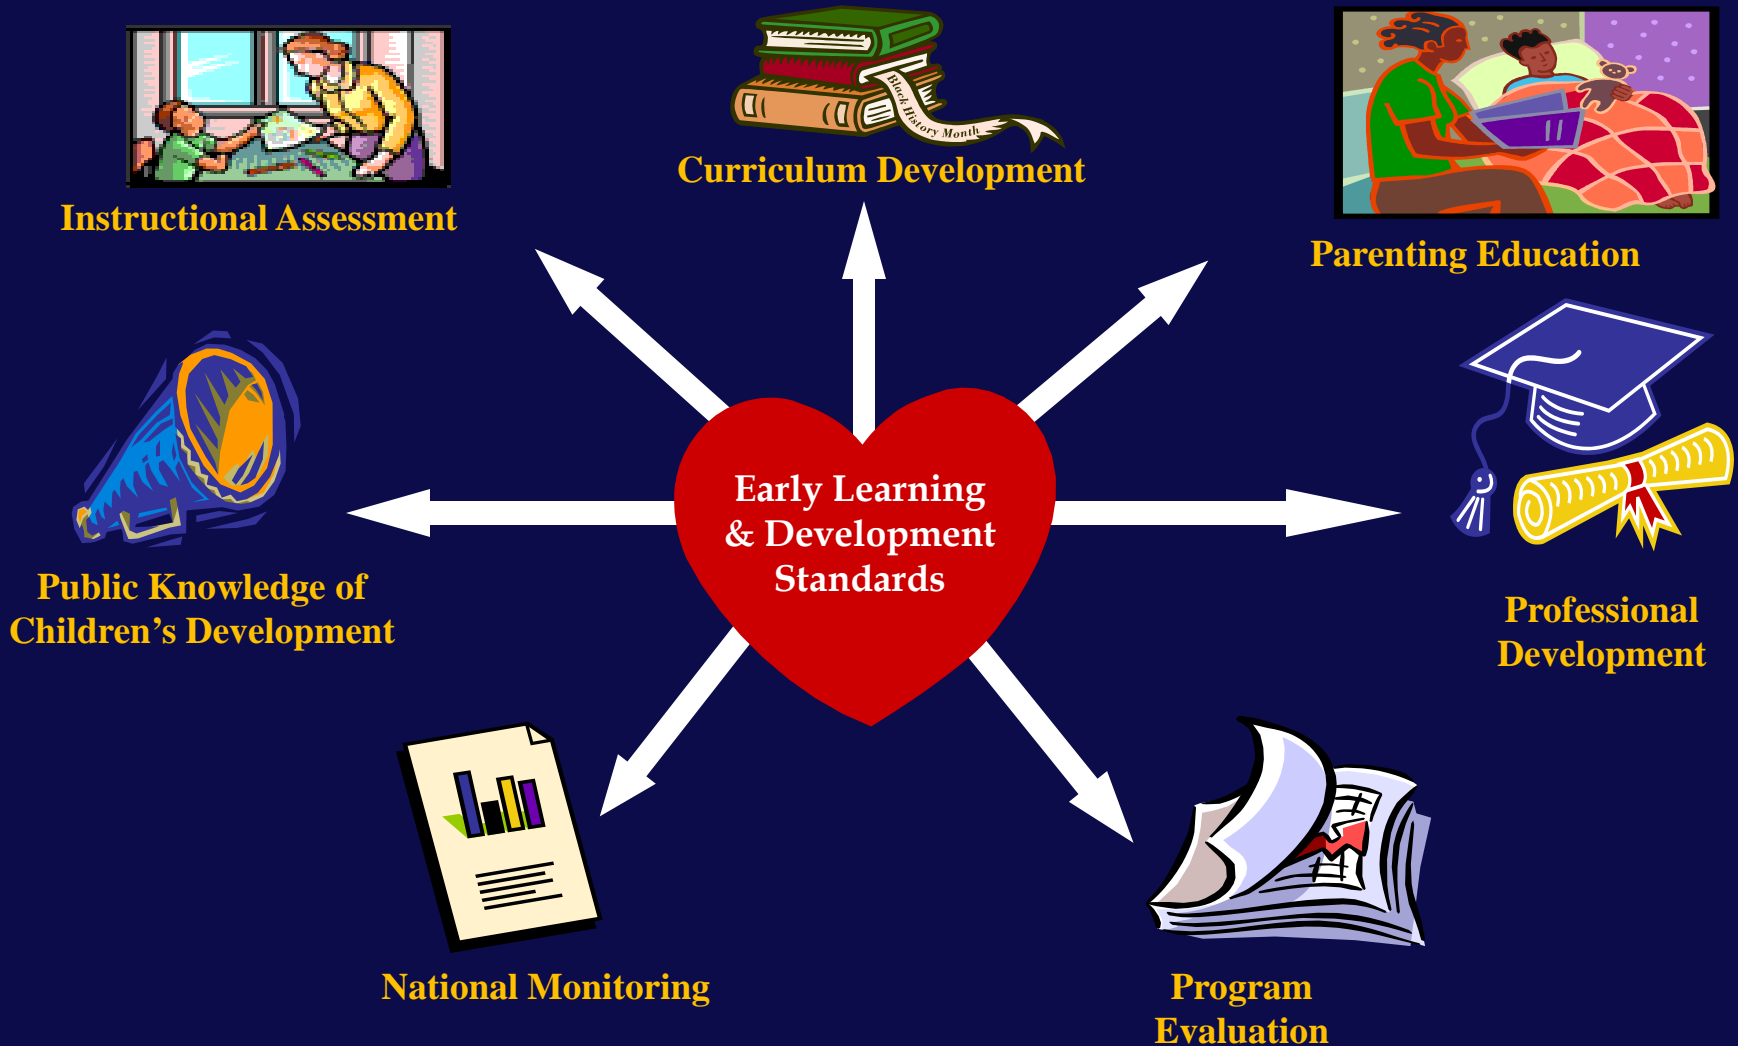 Black History Month
Curriculum Development
Instructional Assessment
Parenting Education
Early Learning
& Development
Standards
Public Knowledge of
Children’s Development
Professional
Development
National Monitoring
Program
Evaluation